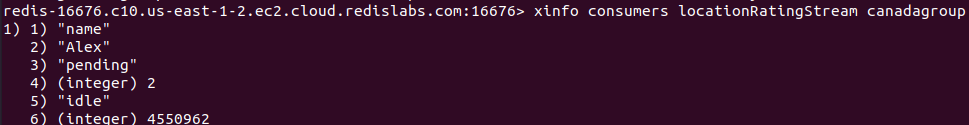 redis-16676.c10.us-east-1-2.ec2.cloud.redislabs.com:16676> xinfo consumers locationRatingStream canadagroup
1) 1) "name"
   2) "Alex"
   3) "pending"
   4) (integer) 2
   5) "idle"
   6) (integer) 4550962